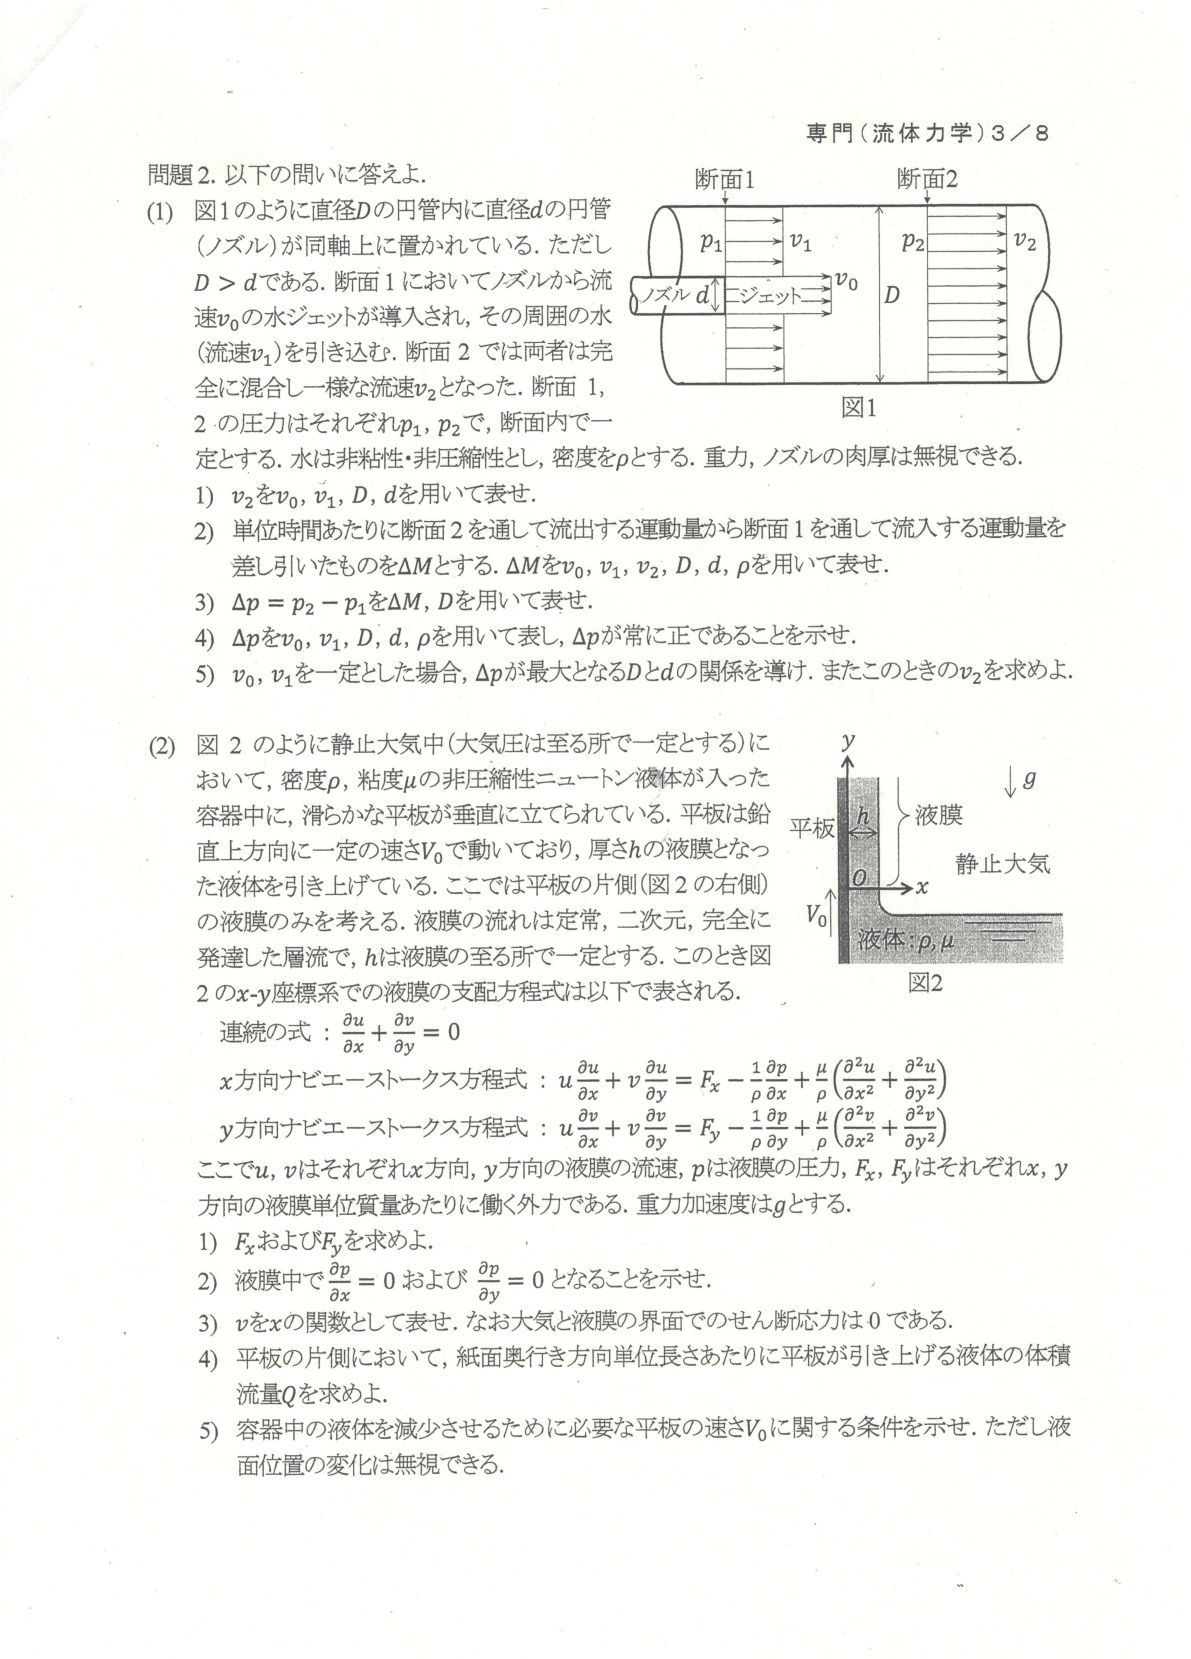 専門(流体力学)3/8
問題2. 以下の問いに答えよ.
(1) 図1のように直径Dの円管内に直径dの円管
(ノズル)が同軸上に置かれている. ただし
D > dである. 断面1においてノズルから流
速v₀の水ジェットが導入され, その周囲の水
(流速v₁)を引き込む. 断面2では両者は完
全に混合し一様な流速v₂となった. 断面 1,
2 の圧力はそれぞれp₁, p₂で, 断面内で一
定とする. 水は非粘性・非圧縮性とし, 密度をρとする. 重力, ノズルの肉厚は無視できる.
断面1 断面2
p₁ v₁ p₂ v₂
ノズル d ジェット v₀ D
図1
1) v₂をv₀, v₁, D, dを用いて表せ.
2) 単位時間あたりに断面2を通して流出する運動量から断面1を通して流入する運動量を
差し引いたものをΔMとする. ΔMをv₀, v₁, v₂, D, d, ρを用いて表せ.
3) Δp = p₂ − p₁をΔM, Dを用いて表せ.
4) Δpをv₀, v₁, D, d, ρを用いて表し, Δpが常に正であることを示せ.
5) v₀, v₁を一定とした場合, Δpが最大となるDとdの関係を導け. またこのときのv₂を求めよ.
(2) 図 2 のように静止大気中(大気圧は至る所で一定とする)に
おいて, 密度ρ, 粘度μの非圧縮性ニュートン液体が入った
容器中に, 滑らかな平板が垂直に立てられている. 平板は鉛
直上方向に一定の速さV₀で動いており, 厚さhの液膜となっ
た液体を引き上げている. ここでは平板の片側(図2の右側)
の液膜のみを考える. 液膜の流れは定常, 二次元, 完全に
発達した層流で, hは液膜の至る所で一定とする. このとき図
2のx-y座標系での液膜の支配方程式は以下で表される.
y
g
平板 h 液膜
静止大気
O x
V₀
液体:ρ, μ
図2
連続の式 : ∂u/∂x + ∂v/∂y = 0
x方向ナビエーストークス方程式 : u ∂u/∂x + v ∂u/∂y = Fₓ − 1/ρ ∂p/∂x + μ/ρ (∂²u/∂x² + ∂²u/∂y²)
y方向ナビエーストークス方程式 : u ∂v/∂x + v ∂v/∂y = F_y − 1/ρ ∂p/∂y + μ/ρ (∂²v/∂x² + ∂²v/∂y²)
ここでu, vはそれぞれx方向, y方向の液膜の流速, pは液膜の圧力, Fₓ, F_yはそれぞれx, y
方向の液膜単位質量あたりに働く外力である. 重力加速度はgとする.
1) FₓおよびF_yを求めよ.
2) 液膜中で ∂p/∂x = 0 および ∂p/∂y = 0 となることを示せ.
3) vをxの関数として表せ. なお大気と液膜の界面でのせん断応力は0である.
4) 平板の片側において, 紙面奥行き方向単位長さあたりに平板が引き上げる液体の体積
流量Qを求めよ.
5) 容器中の液体を減少させるために必要な平板の速さV₀に関する条件を示せ. ただし液
面位置の変化は無視できる.